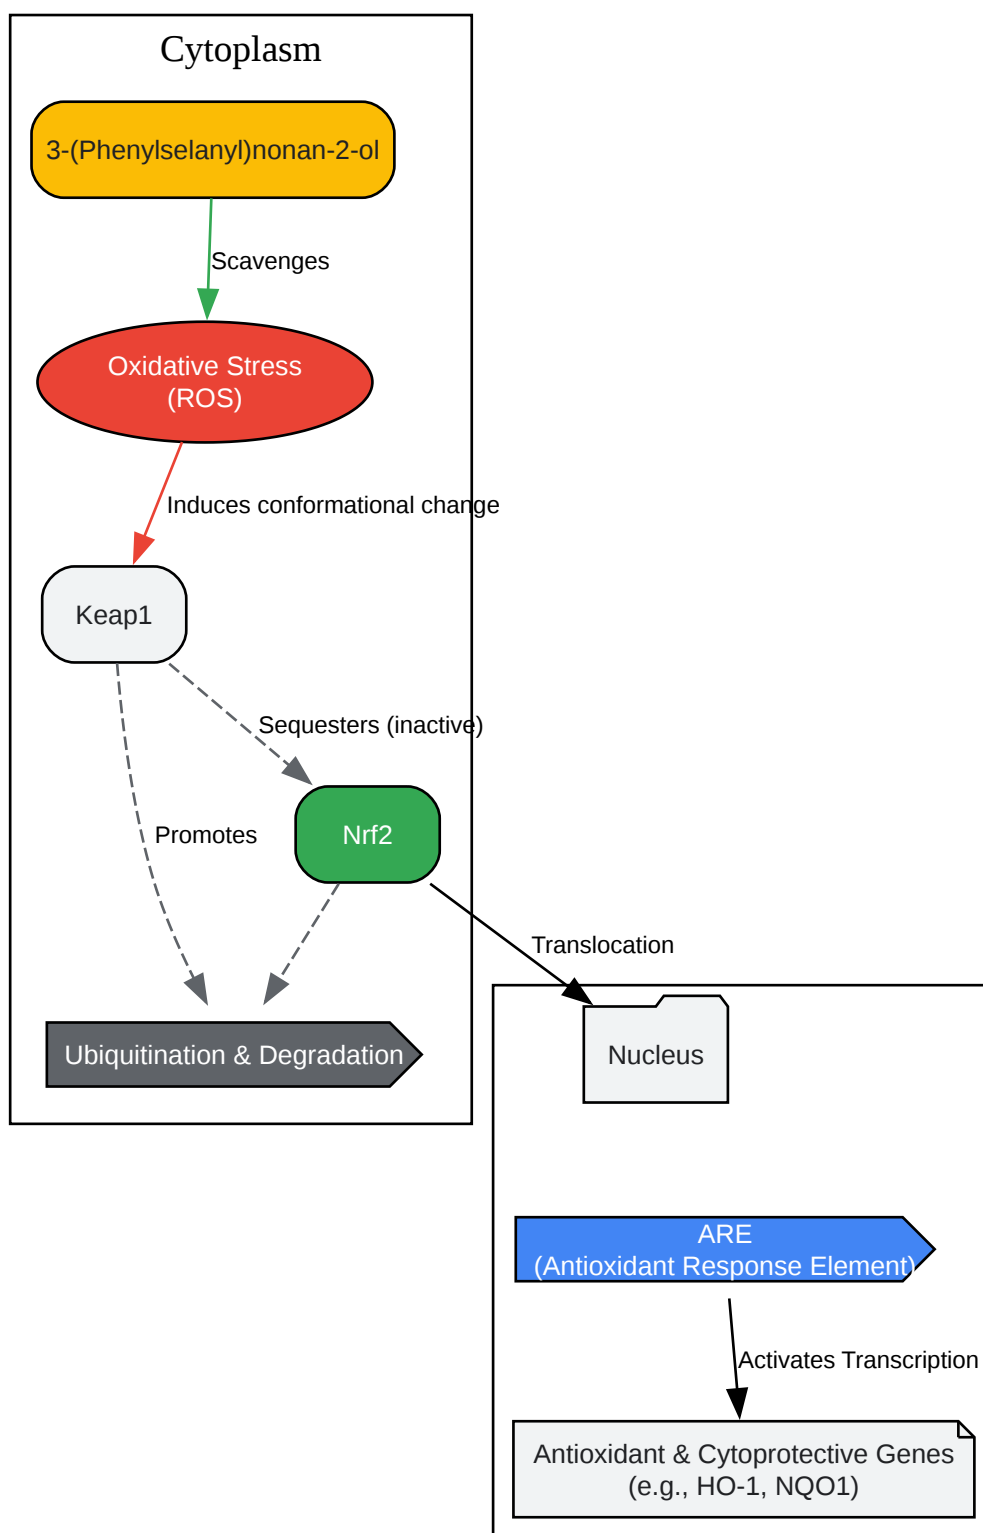 Cytoplasm
3-(Phenylselanyl)nonan-2-ol
Scavenges
Oxidative Stress
(ROS)
Induces conformational change
Keap1
Sequesters (inactive)
Promotes
Nrf2
Translocation
Ubiquitination & Degradation
Nucleus
ARE
(Antioxidant Response Element)
Activates Transcription
Antioxidant & Cytoprotective Genes
(e.g., HO-1, NQO1)